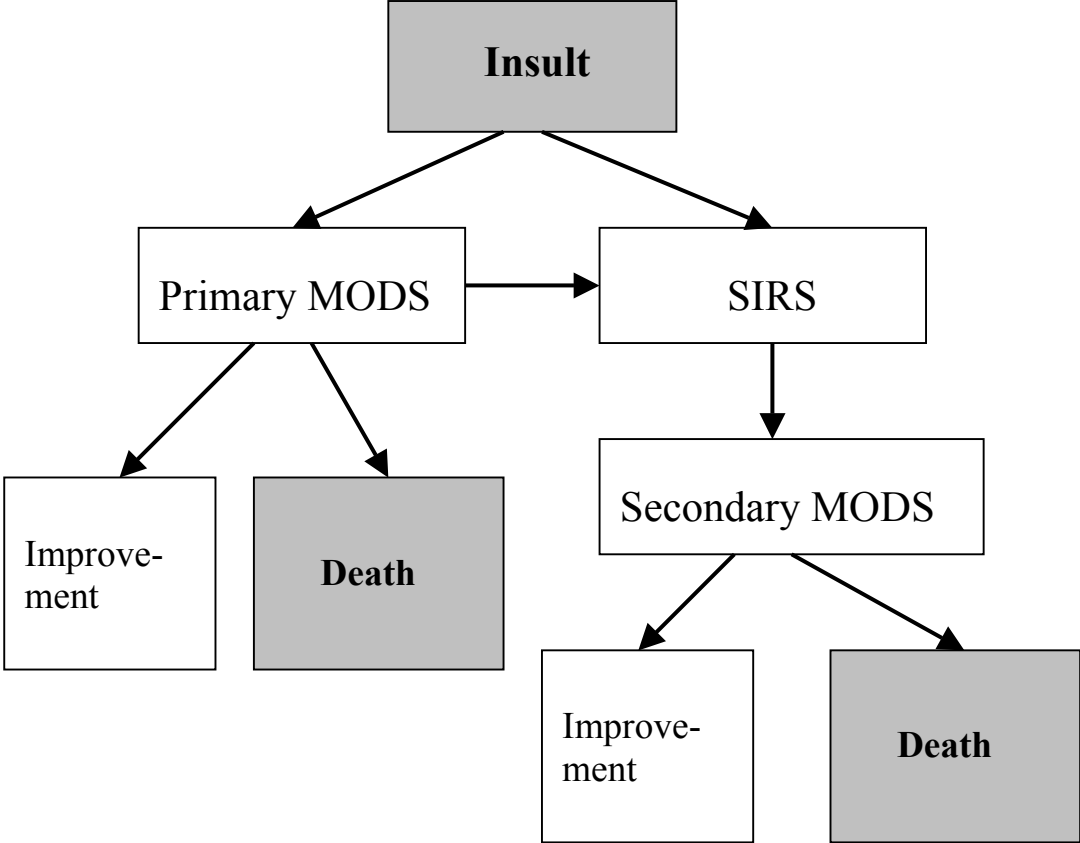 Insult
Primary MODS
SIRS
Secondary MODS
Improve-
ment
Death
Improve-
ment
Death